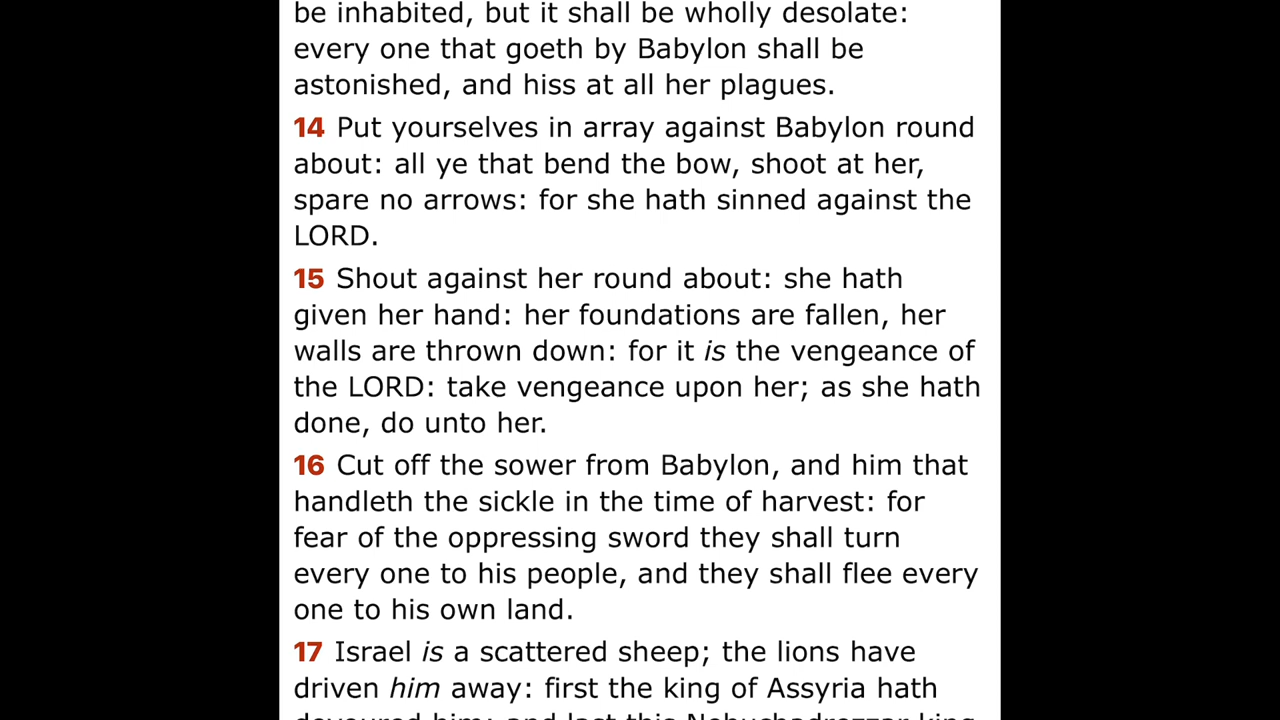 be inhabited, but it shall be wholly desolate:
every one that goeth by Babylon shall be
astonished, and hiss at all her plagues.
14 Put yourselves in array against Babylon round
about: all ye that bend the bow, shoot at her,
spare no arrows: for she hath sinned against the
LORD.
15 Shout against her round about: she hath
given her hand: her foundations are fallen, her
walls are thrown down: for it is the vengeance of
the LORD: take vengeance upon her; as she hath
done, do unto her.
16 Cut off the sower from Babylon, and him that
handleth the sickle in the time of harvest: for
fear of the oppressing sword they shall turn
every one to his people, and they shall flee every
one to his own land.
17 Israel is a scattered sheep; the lions have
driven him away: first the king of Assyria hath
devoured him; and last this Nebuchadrezzar king